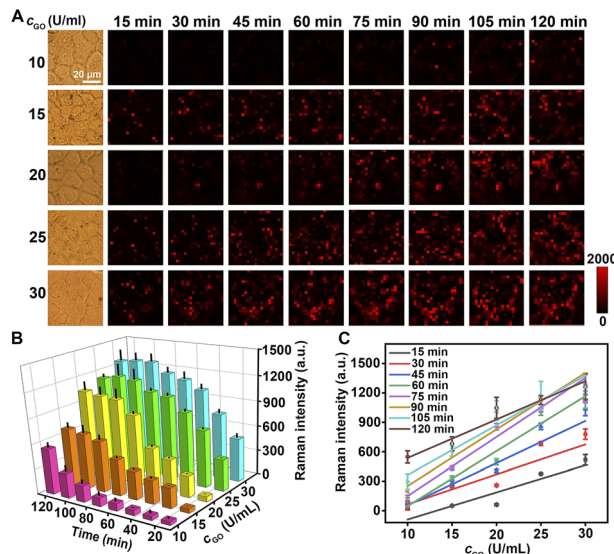 A
cGO (U/ml) 15 min 30 min 45 min 60 min 75 min 90 min 105 min 120 min
10
20 μm
15
20
25
30
2000
0
B
1500
1200
900
600
300
0
Raman intensity (a.u.)
120 100 80 60 40 20
Time (min)
10 15 20 25 30
cGO (U/mL)
C
Raman intensity (a.u.)
1500
1200
900
600
300
0
15 min
30 min
45 min
60 min
75 min
90 min
105 min
120 min
10 15 20 25 30
cGO (U/mL)